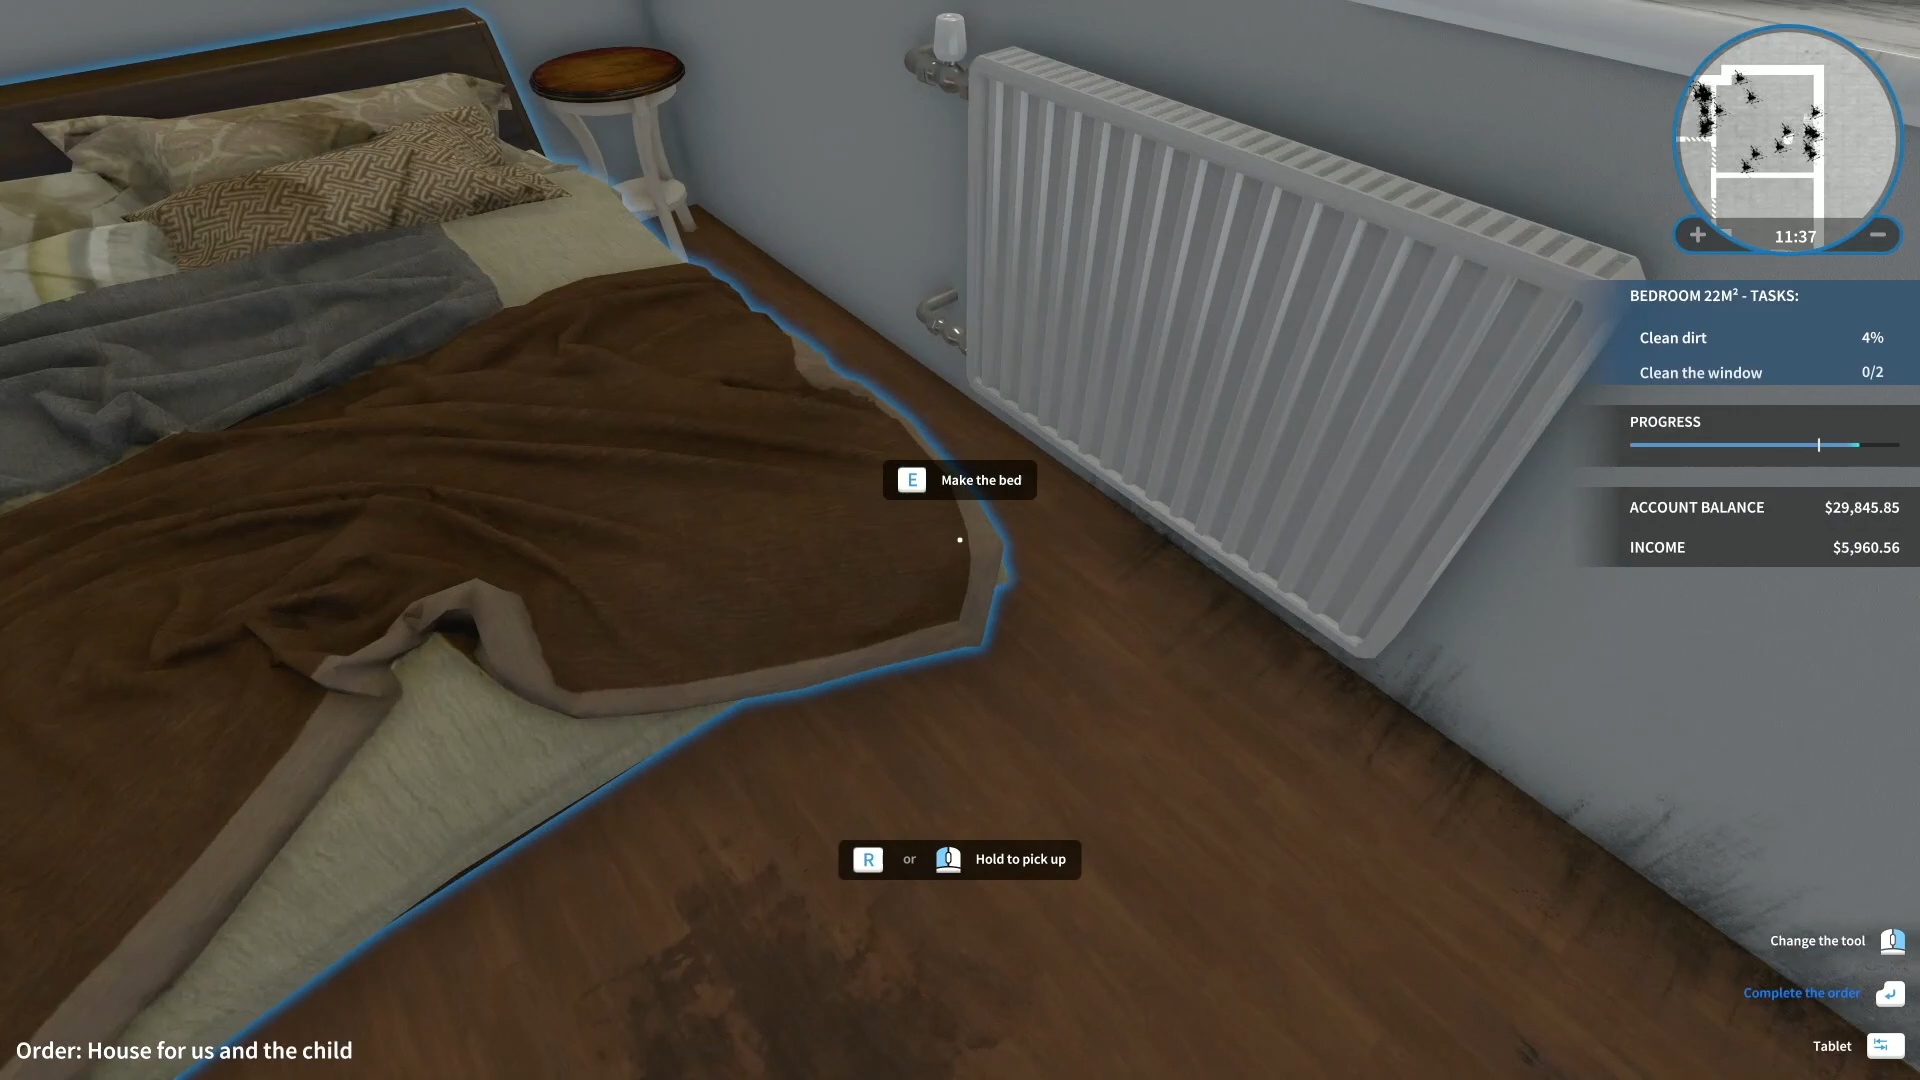 11:37
BEDROOM 22M² - TASKS:
Clean dirt 4%
Clean the window 0/2
PROGRESS
E Make the bed
ACCOUNT BALANCE $29,845.85
INCOME $5,960.56
R or Hold to pick up
Change the tool
Complete the order
Order: House for us and the child
Tablet